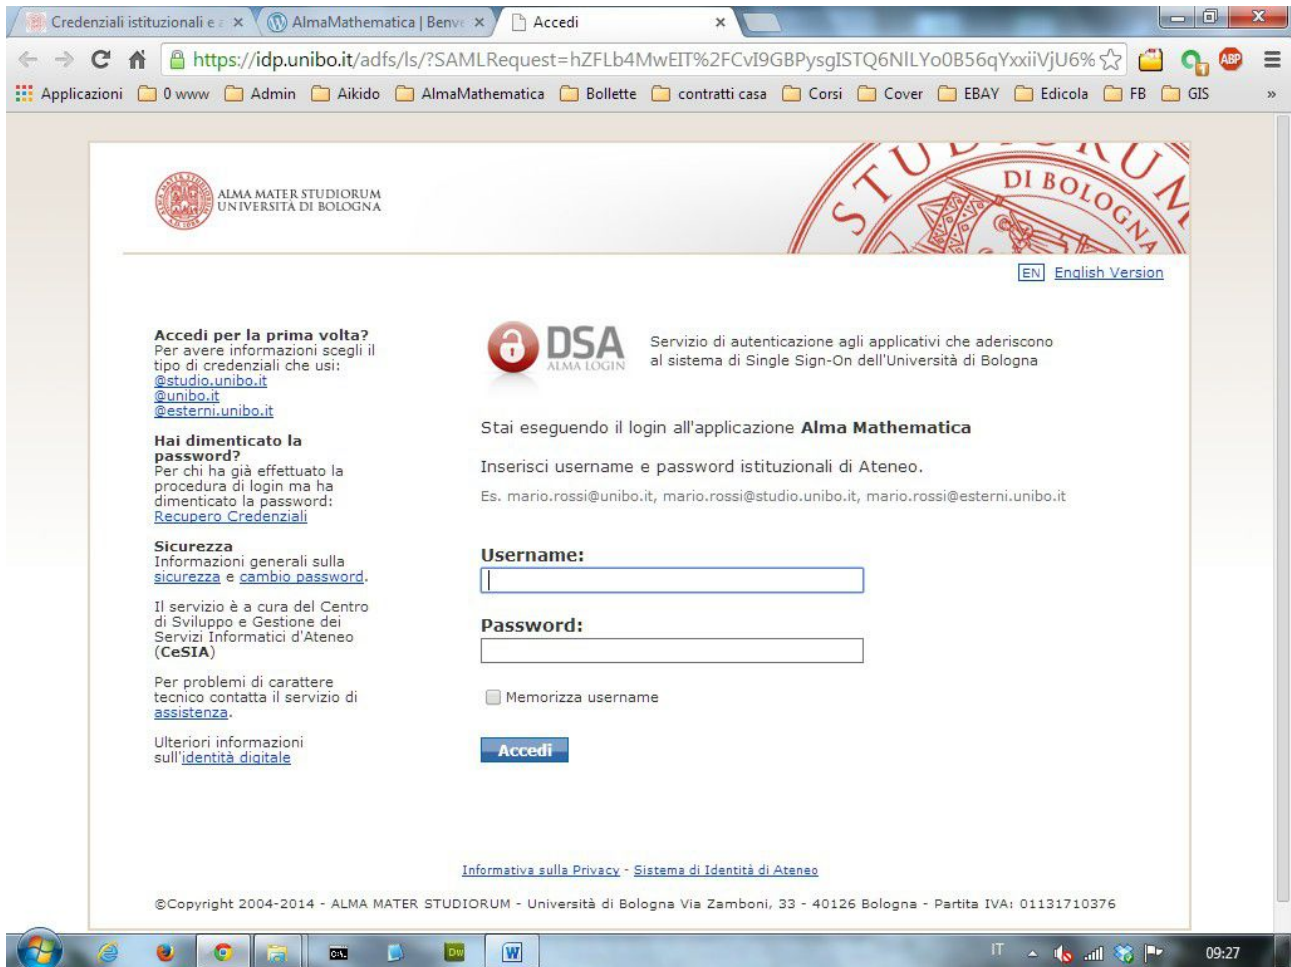 Credenziali istituzionali e
AlmaMathematica | Benve
Accedi
https://idp.unibo.it/adfs/ls/?SAMLRequest=hZFLb4MwEIT%2FCvI9GBPysgISTQ6NlLYo0B56qYxxiiVjU6%
ABP
Applicazioni
0 www
Admin
Aikido
AlmaMathematica
Bollette
contratti casa
Corsi
Cover
EBAY
Edicola
FB
GIS
»
ALMA MATER STUDIORUM
UNIVERSITÀ DI BOLOGNA
STUDIORUM
DI BOLOGNA
EN English Version
Accedi per la prima volta?
Per avere informazioni scegli il
tipo di credenziali che usi:
@studio.unibo.it
@unibo.it
@esterni.unibo.it
Hai dimenticato la
password?
Per chi ha già effettuato la
procedura di login ma ha
dimenticato la password:
Recupero Credenziali
Sicurezza
Informazioni generali sulla
sicurezza e cambio password.
Il servizio è a cura del Centro
di Sviluppo e Gestione dei
Servizi Informatici d'Ateneo
(CeSIA)
Per problemi di carattere
tecnico contatta il servizio di
assistenza.
Ulteriori informazioni
sull'identità digitale
DSA
ALMA LOGIN
Servizio di autenticazione agli applicativi che aderiscono
al sistema di Single Sign-On dell'Università di Bologna
Stai eseguendo il login all'applicazione Alma Mathematica
Inserisci username e password istituzionali di Ateneo.
Es. mario.rossi@unibo.it, mario.rossi@studio.unibo.it, mario.rossi@esterni.unibo.it
Username:
Password:
Memorizza username
Accedi
Informativa sulla Privacy - Sistema di Identità di Ateneo
©Copyright 2004-2014 - ALMA MATER STUDIORUM - Università di Bologna Via Zamboni, 33 - 40126 Bologna - Partita IVA: 01131710376
Dw
W
IT
09:27